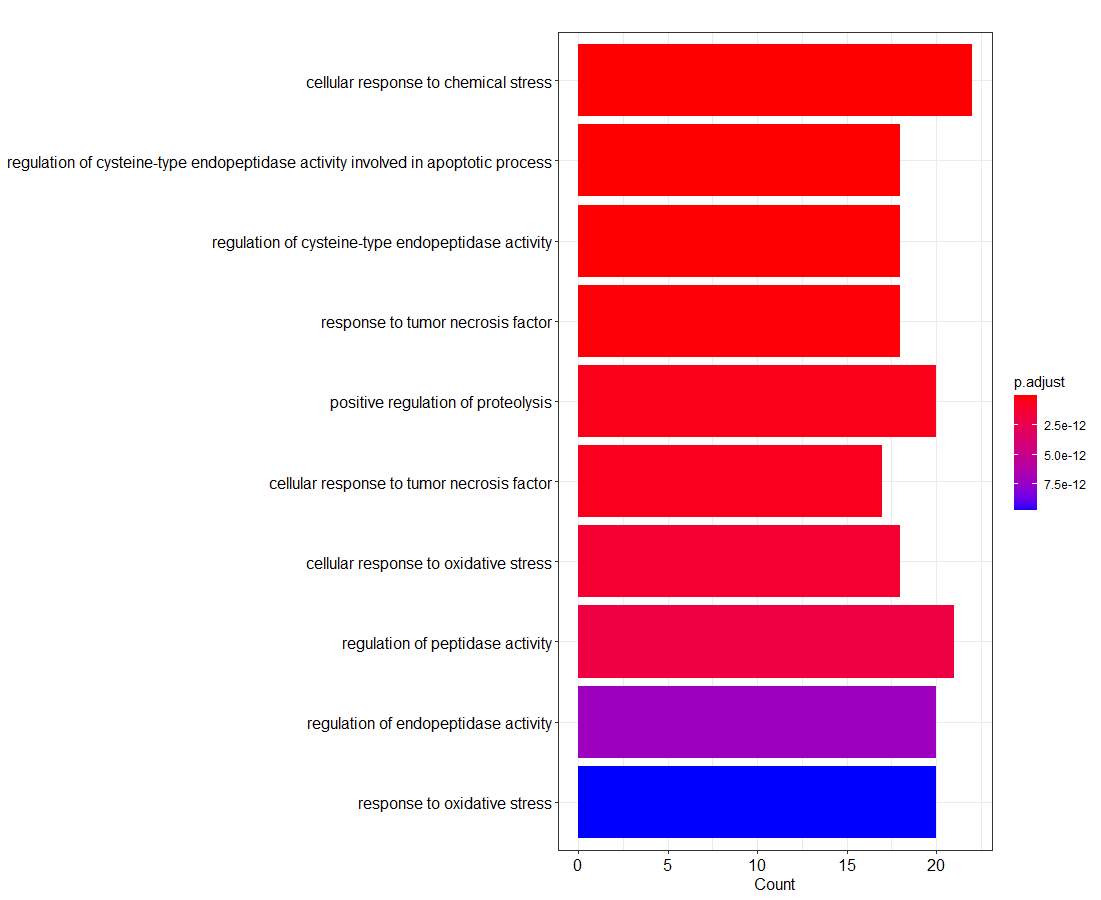 cellular response to chemical stress
regulation of cysteine-type endopeptidase activity involved in apoptotic process
regulation of cysteine-type endopeptidase activity
response to tumor necrosis factor
positive regulation of proteolysis
cellular response to tumor necrosis factor
cellular response to oxidative stress
regulation of peptidase activity
regulation of endopeptidase activity
response to oxidative stress
0 5 10 15 20
Count
p.adjust
2.5e-12
5.0e-12
7.5e-12